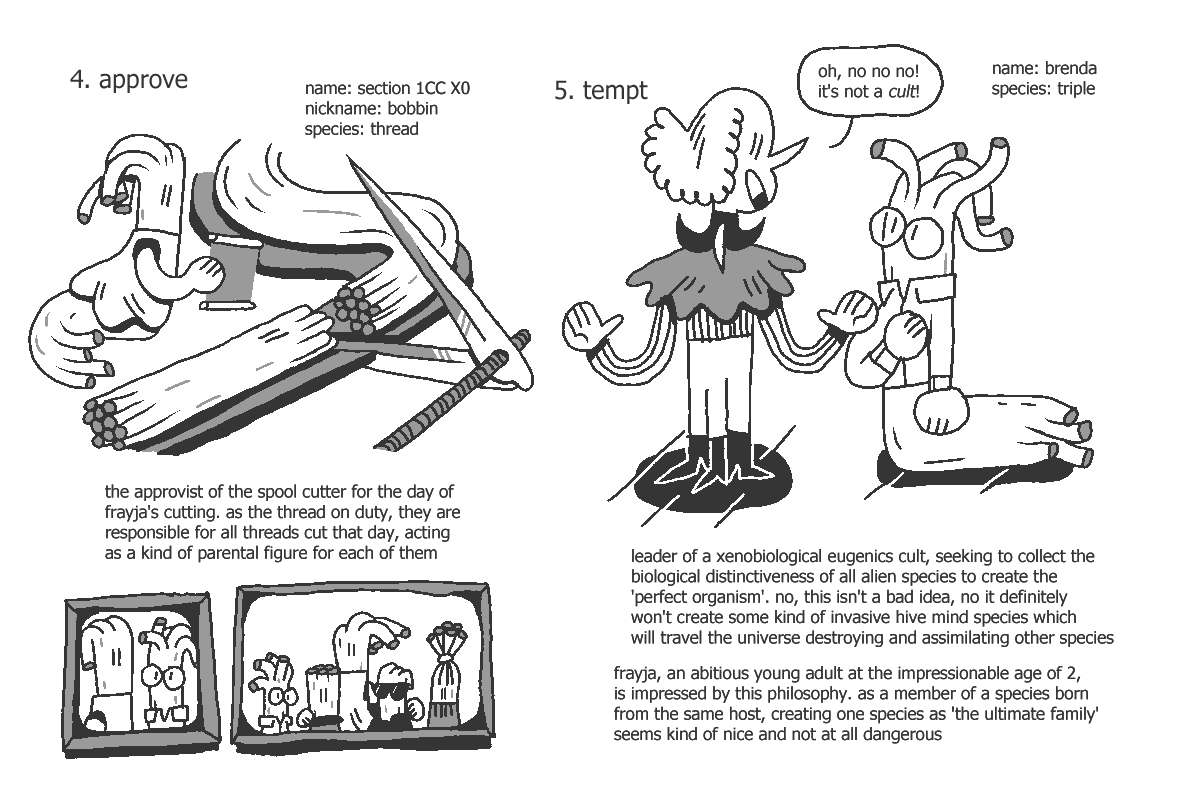 4. approve
name: section 1CC X0
nickname: bobbin
species: thread
the approvist of the spool cutter for the day of
frayja's cutting. as the thread on duty, they are
responsible for all threads cut that day, acting
as a kind of parental figure for each of them
5. tempt
oh, no no no!
it's not a cult!
name: brenda
species: triple
leader of a xenobiological eugenics cult, seeking to collect the
biological distinctiveness of all alien species to create the
'perfect organism'. no, this isn't a bad idea, no it definitely
won't create some kind of invasive hive mind species which
will travel the universe destroying and assimilating other species
frayja, an abitious young adult at the impressionable age of 2,
is impressed by this philosophy. as a member of a species born
from the same host, creating one species as 'the ultimate family'
seems kind of nice and not at all dangerous